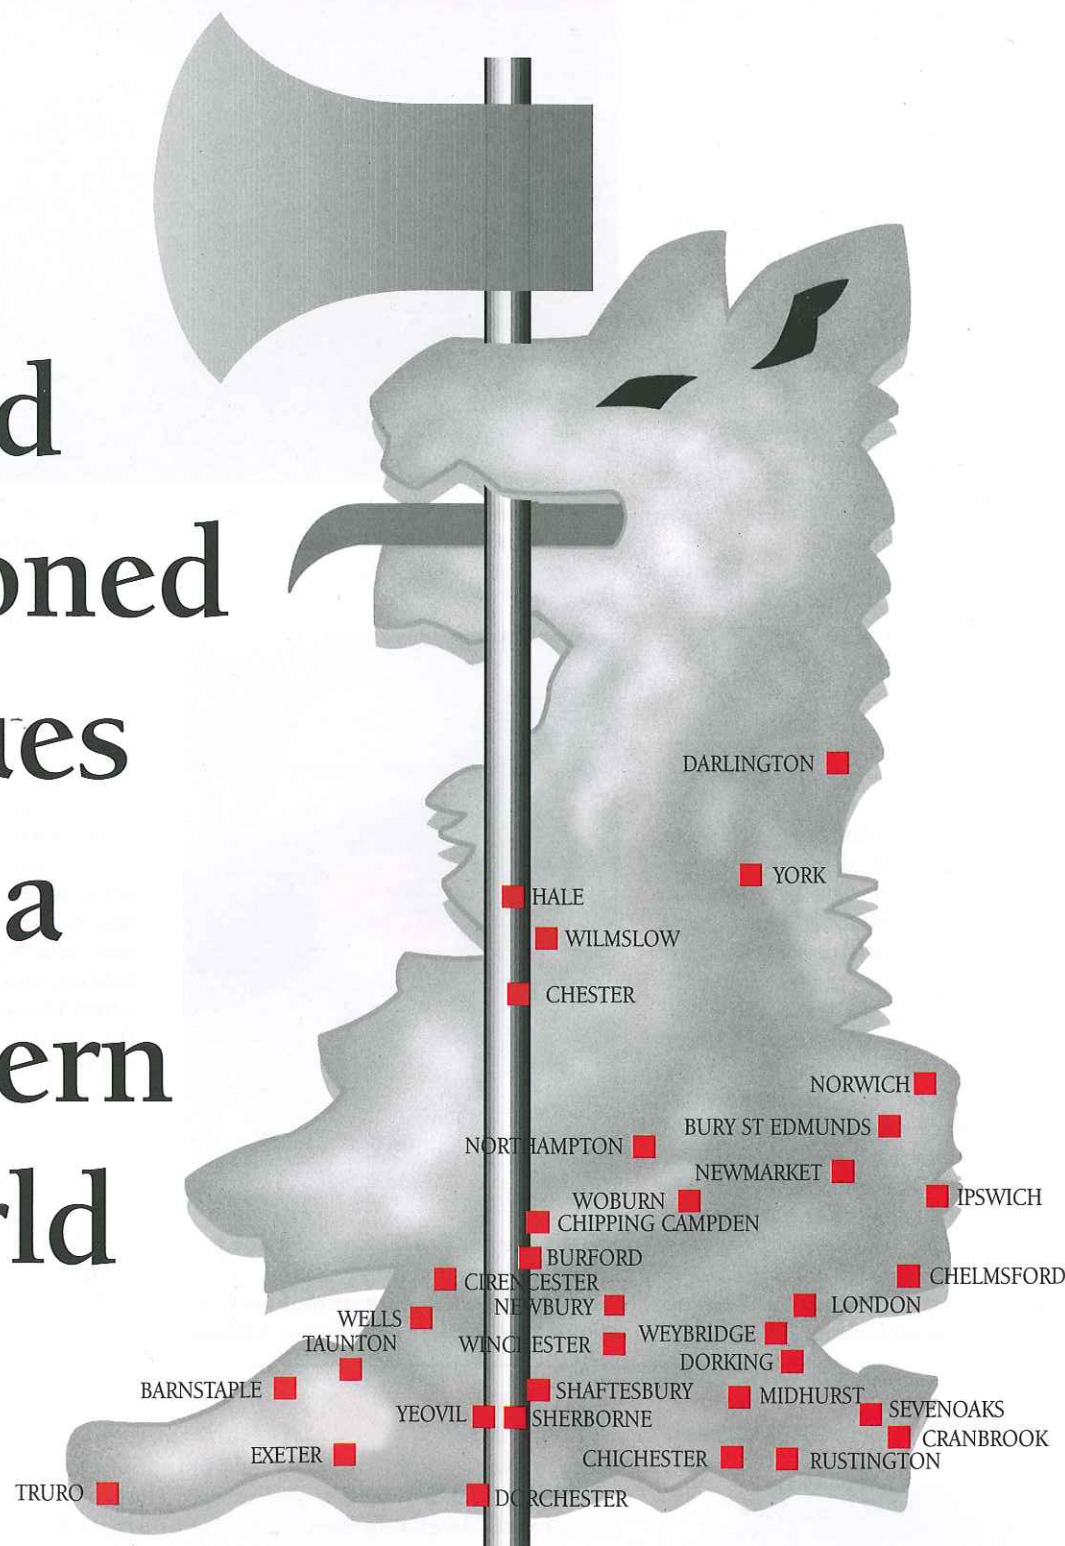 d
oned
ues
a
ern
rld
DARLINGTON
YORK
HALE
WILMSLOW
CHESTER
NORWICH
BURY ST EDMUNDS
NORTHAMPTON
NEWMARKET
IPSWICH
WOBURN
CHIPPING CAMPDEN
BURFORD
CIRENCESTER
CHELMSFORD
NEWBURY
LONDON
WELLS
WINCHESTER
WEYBRIDGE
TAUNTON
DORKING
BARNSTAPLE
SHAFTESBURY
MIDHURST
SEVENOAKS
YEOVIL
SHERBORNE
CRANBROOK
EXETER
CHICHESTER
RUSTINGTON
TRURO
DORCHESTER